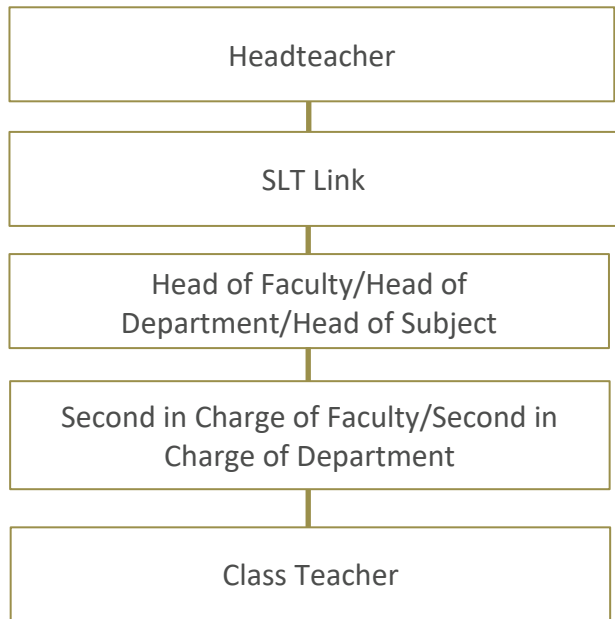 Headteacher
SLT Link
Head of Faculty/Head of
Department/Head of Subject
Second in Charge of Faculty/Second in
Charge of Department
Class Teacher